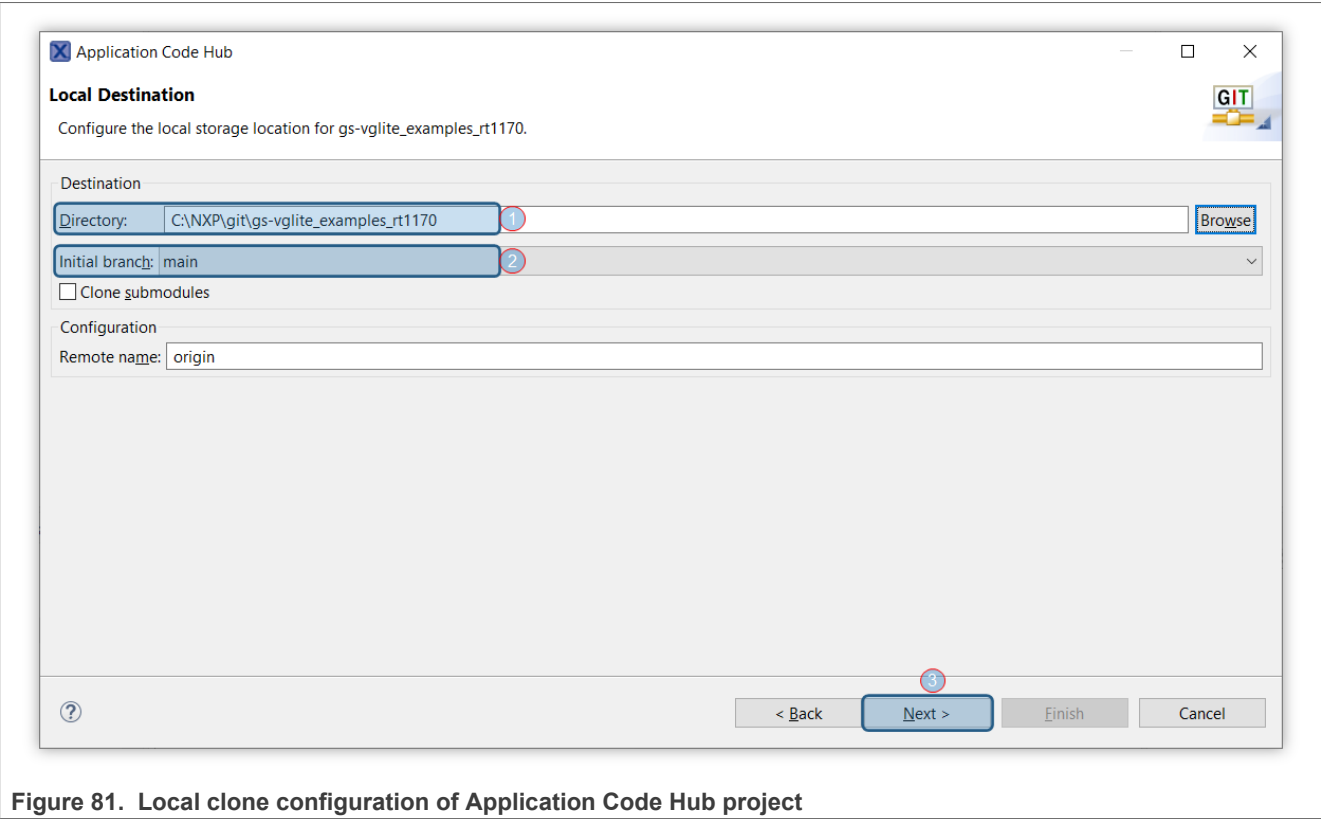 Application Code Hub
Local Destination
GIT
Configure the local storage location for gs-vglite_examples_rt1170.
Destination
Directory: C:\NXP\git\gs-vglite_examples_rt1170 1 Browse
Initial branch: main 2
Clone submodules
Configuration
Remote name: origin
3
? < Back Next > Finish Cancel
Figure 81. Local clone configuration of Application Code Hub project